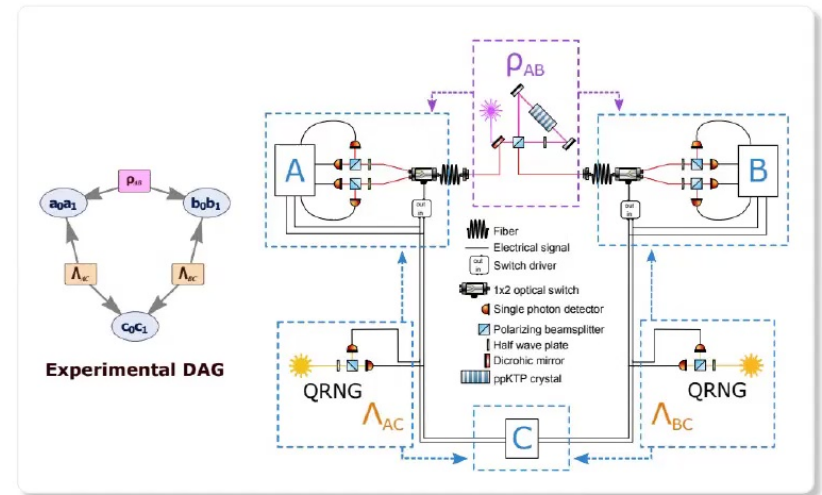 ρAB
A
B
out
in
out
in
ρAB
a₀a₁
b₀b₁
ΛAC
ΛBC
c₀c₁
Experimental DAG
Fiber
Electrical signal
out
in
Switch driver
1x2 optical switch
Single photon detector
Polarizing beamsplitter
Half wave plate
Dicrohic mirror
ppKTP crystal
QRNG
ΛAC
QRNG
ΛBC
C